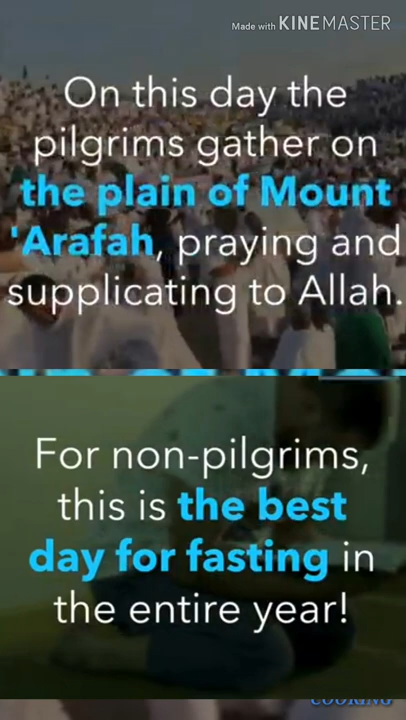 Made with KINEMASTER
On this day the
pilgrims gather on
the plain of Mount
'Arafah, praying and
supplicating to Allah.
For non-pilgrims,
this is the best
day for fasting in
the entire year!
COOKING